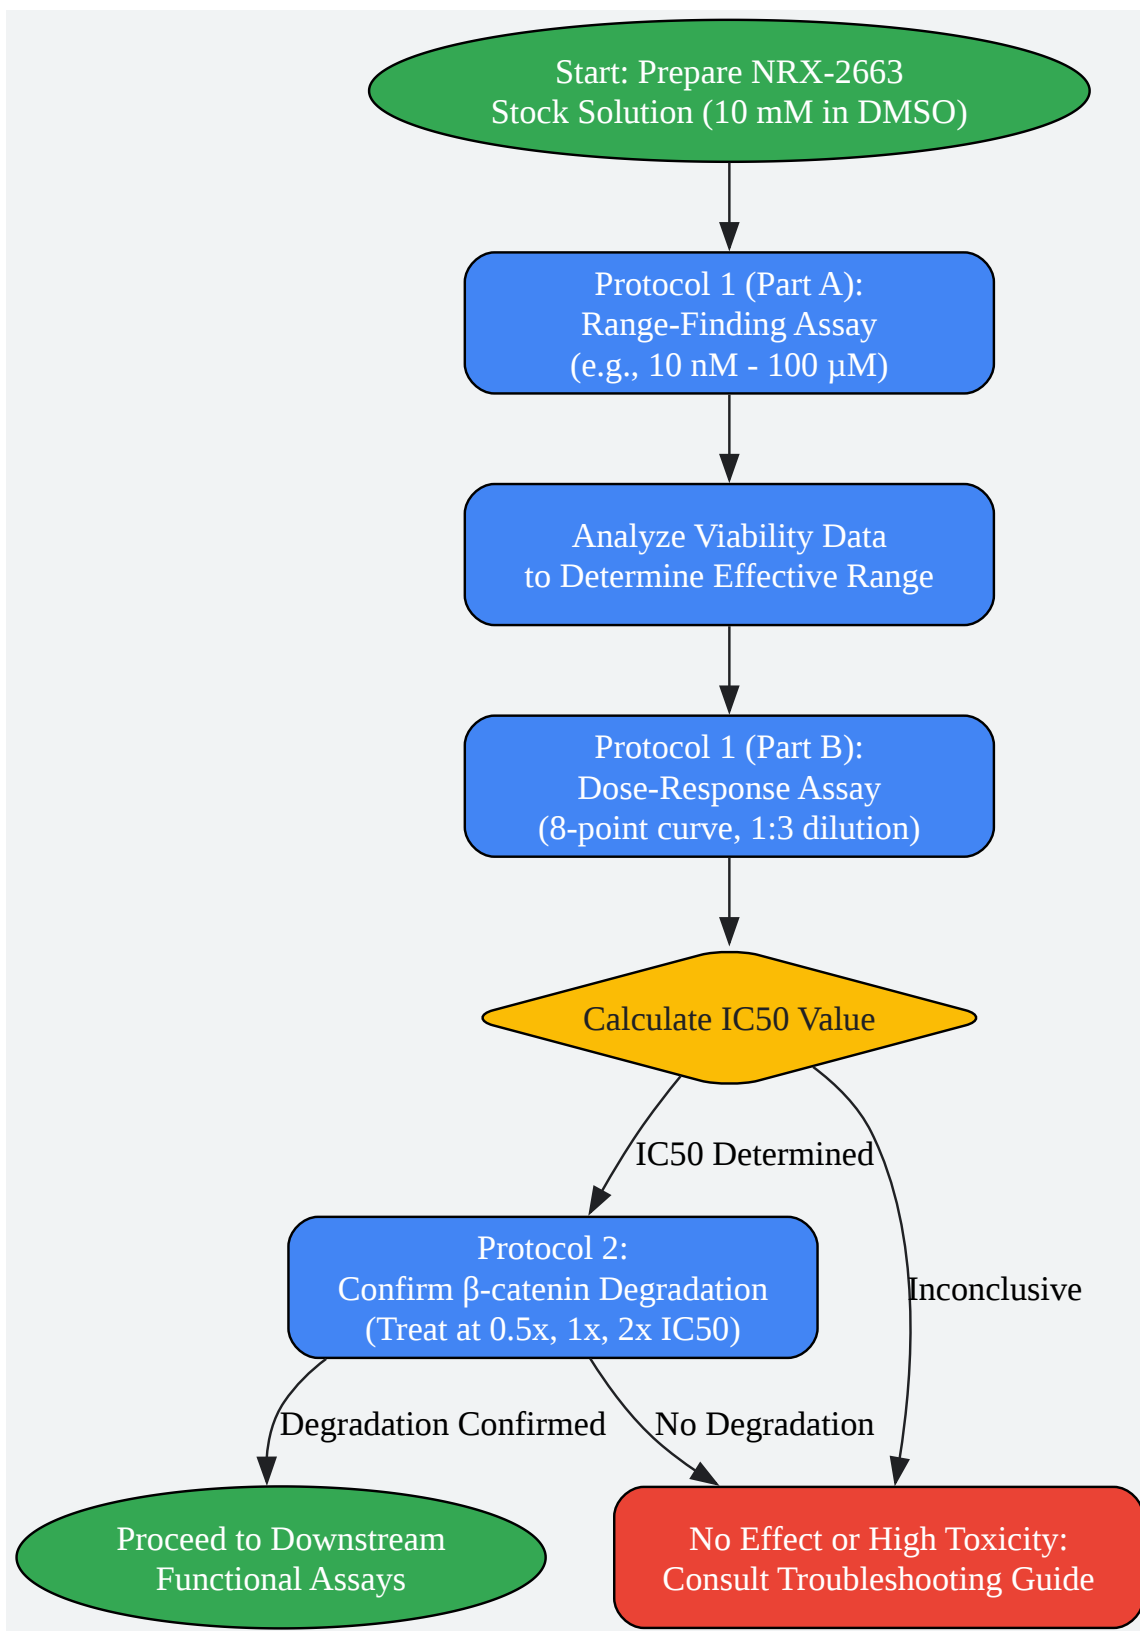 Start: Prepare NRX-2663
Stock Solution (10 mM in DMSO)
Protocol 1 (Part A):
Range-Finding Assay
(e.g., 10 nM - 100 µM)
Analyze Viability Data
to Determine Effective Range
Protocol 1 (Part B):
Dose-Response Assay
(8-point curve, 1:3 dilution)
Calculate IC50 Value
IC50 Determined
Protocol 2:
Confirm β-catenin Degradation
(Treat at 0.5x, 1x, 2x IC50)
Inconclusive
Degradation Confirmed
No Degradation
Proceed to Downstream
Functional Assays
No Effect or High Toxicity:
Consult Troubleshooting Guide